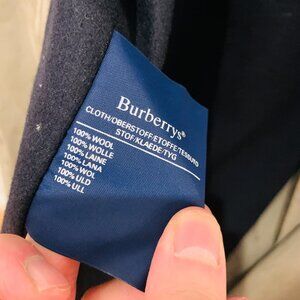 Burberrys®
CLOTH/OBERSTOFF/ETOFFE/TESSUTO
STOF/KLAEDE/TYG
100% WOOL
100% WOLLE
100% LAINE
100% LANA
100% WOL
100% ULD
100% ULL